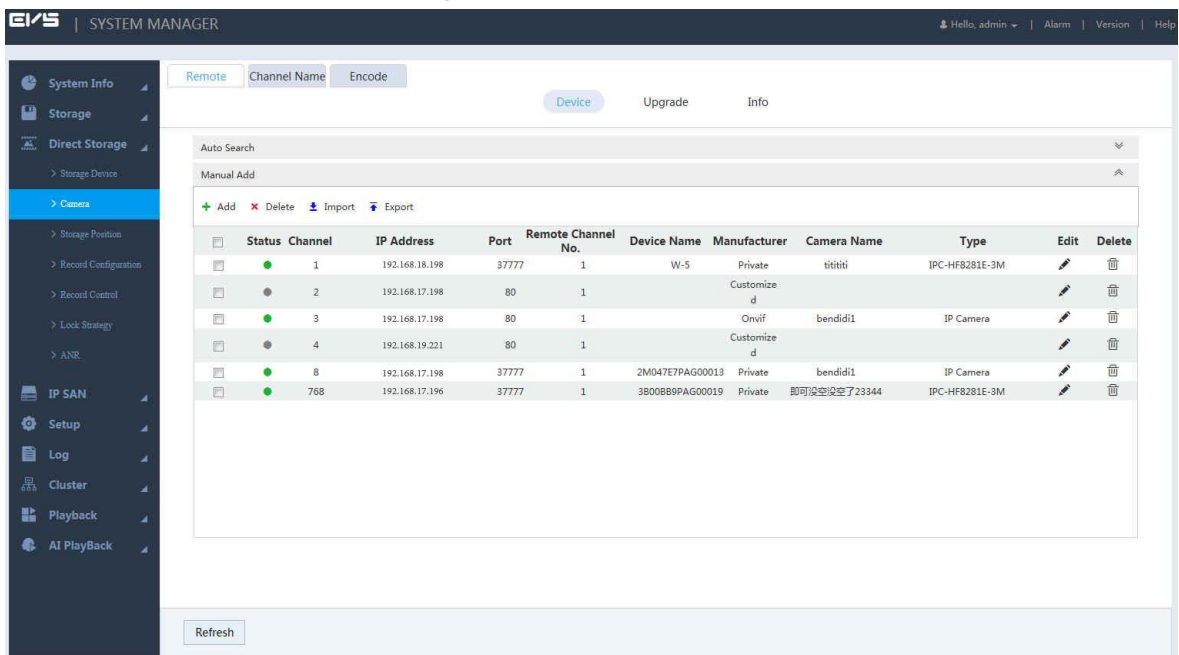 EVS | SYSTEM MANAGER Hello, admin | Alarm | Version | Help
System Info
Storage
Direct Storage
> Storage Device
> Camera
> Storage Position
> Record Configuration
> Record Control
> Lock Strategy
> ANR
IP SAN
Setup
Log
Cluster
Playback
AI PlayBack
Remote Channel Name Encode
Device Upgrade Info
Auto Search
Manual Add
Add Delete Import Export
Status Channel IP Address Port Remote Channel No. Device Name Manufacturer Camera Name Type Edit Delete
1 192.168.18.198 37777 1 W-5 Private titititi IPC-HF8281E-3M
2 192.168.17.198 80 1 Customized
3 192.168.17.198 80 1 Onvif bendidi1 IP Camera
4 192.168.19.221 80 1 Customized
8 192.168.17.198 37777 1 2M047E7PAG00013 Private bendidi1 IP Camera
768 192.168.17.196 37777 1 3B00BB9PAG00019 Private 即可没空没空了23344 IPC-HF8281E-3M
Refresh